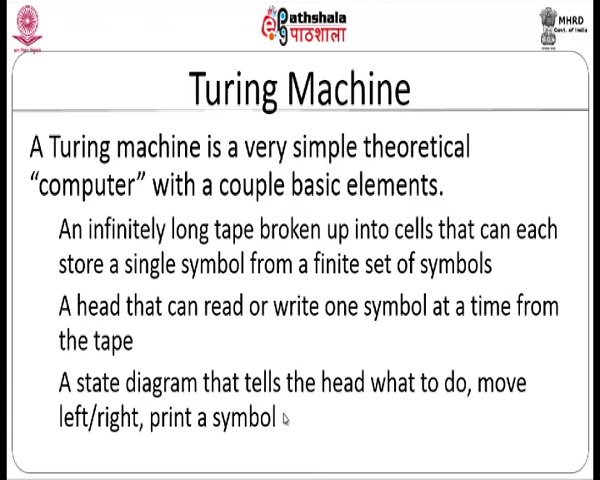 Pathshala
पाठशाला
MHRD
Govt. of India
Turing Machine
A Turing machine is a very simple theoretical
“computer” with a couple basic elements.
An infinitely long tape broken up into cells that can each
store a single symbol from a finite set of symbols
A head that can read or write one symbol at a time from
the tape
A state diagram that tells the head what to do, move
left/right, print a symbol